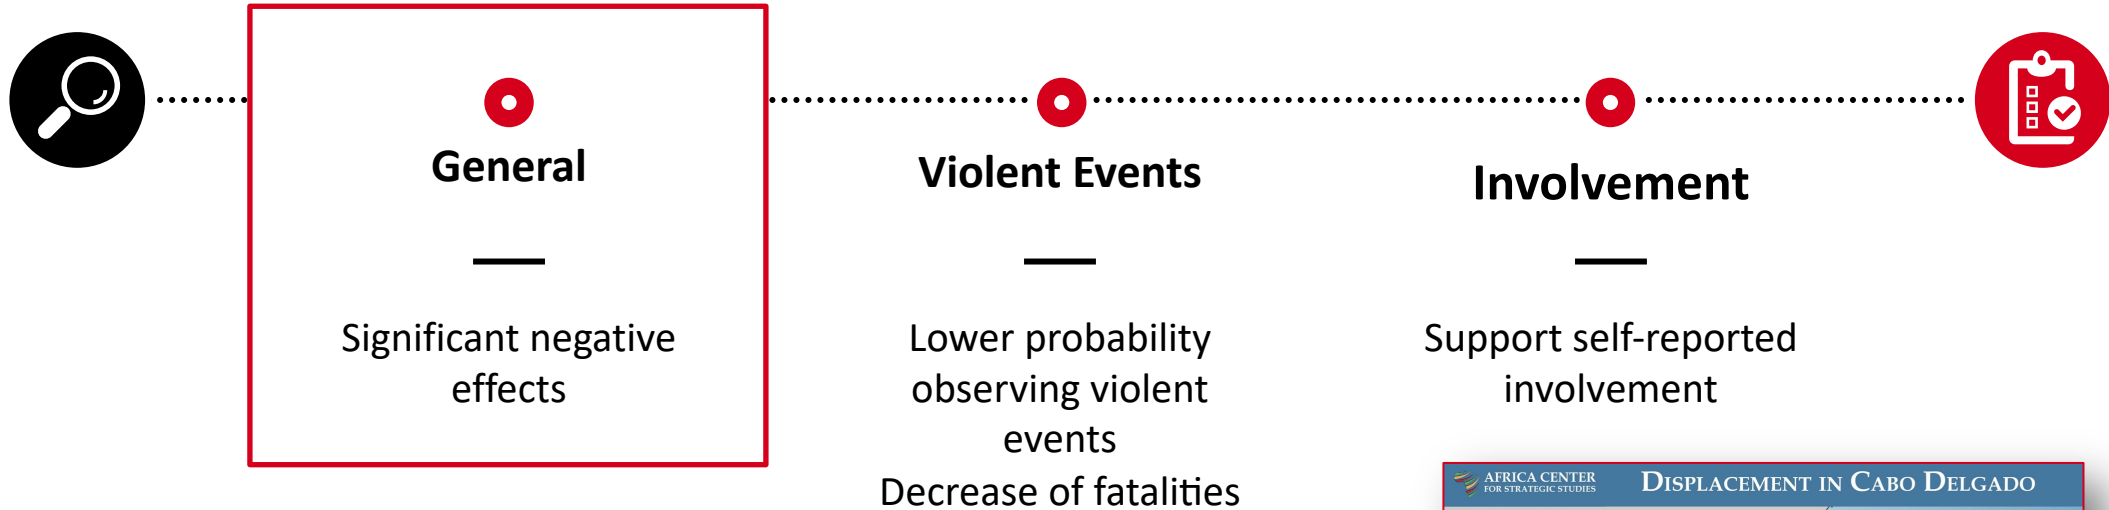 General
Significant negative
effects
Violent Events
Lower probability
observing violent
events
Decrease of fatalities
Involvement
Support self-reported
involvement
AFRICA CENTER
FOR STRATEGIC STUDIES
DISPLACEMENT IN CABO DELGADO